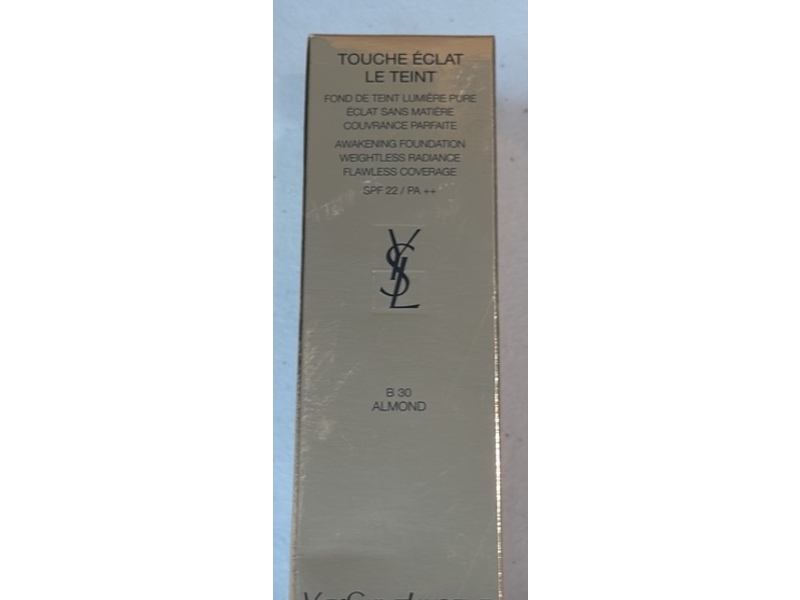 TOUCHE ÉCLAT
LE TEINT
FOND DE TEINT LUMIÈRE PURE
ÉCLAT SANS MATIÈRE
COUVRANCE PARFAITE
AWAKENING FOUNDATION
WEIGHTLESS RADIANCE
FLAWLESS COVERAGE
SPF 22 / PA ++
YSL
B 30
ALMOND